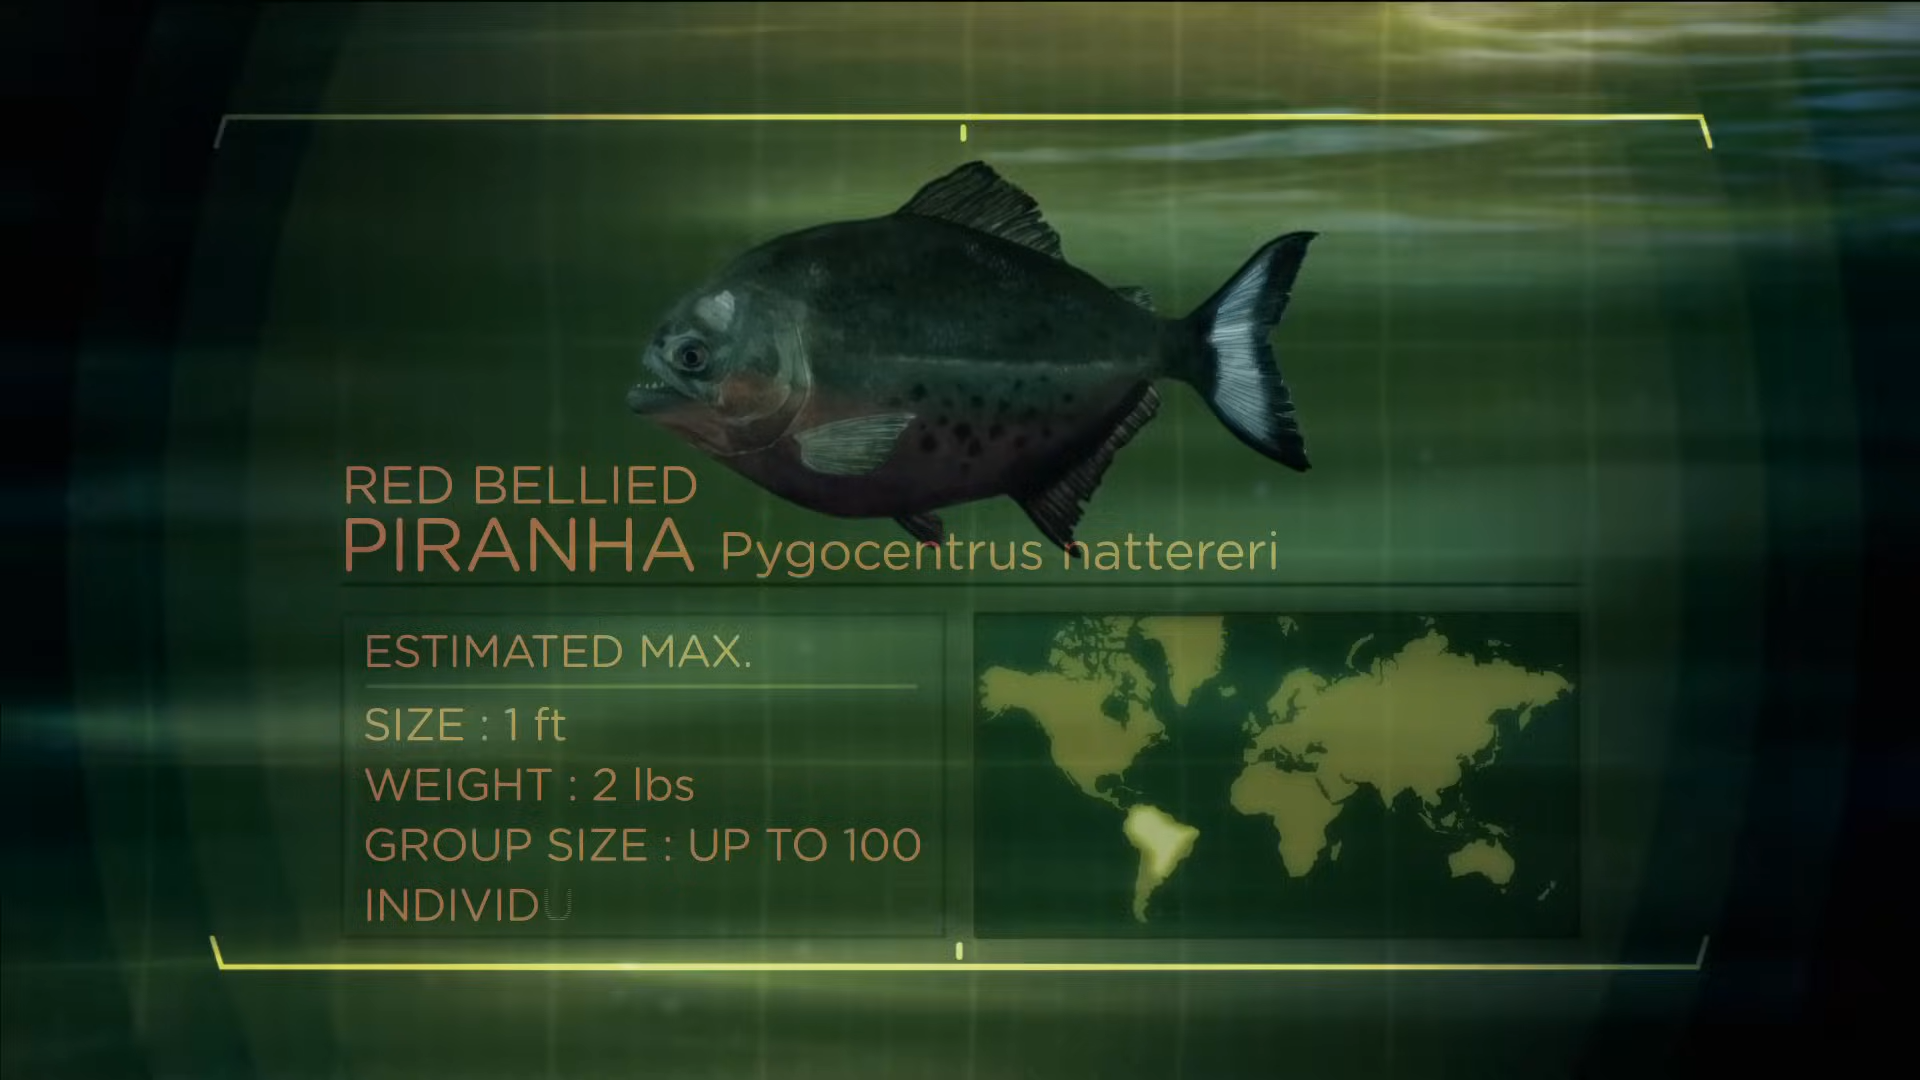 RED BELLIED
PIRANHA Pygocentrus nattereri
ESTIMATED MAX.
SIZE : 1 ft
WEIGHT : 2 lbs
GROUP SIZE : UP TO 100
INDIVIDU